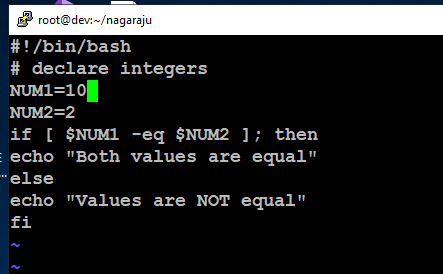 root@dev:~/nagaraju
#!/bin/bash
# declare integers
NUM1=10
NUM2=2
if [ $NUM1 -eq $NUM2 ]; then
echo "Both values are equal"
else
echo "Values are NOT equal"
fi
~
~